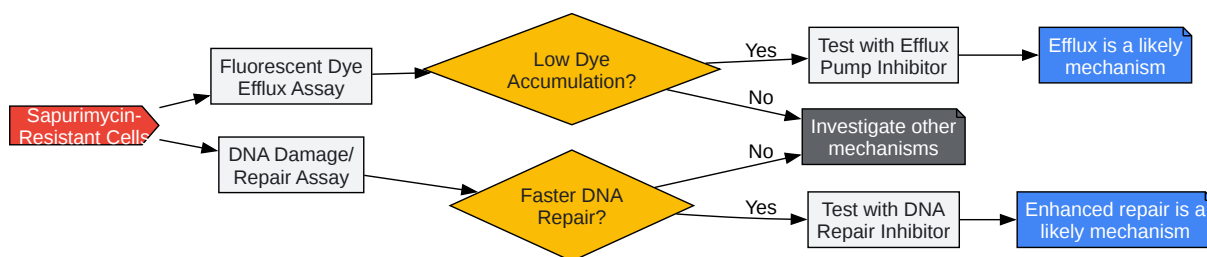 Sapurimycin-
Resistant Cells
Fluorescent Dye
Efflux Assay
DNA Damage/
Repair Assay
Low Dye
Accumulation?
Faster DNA
Repair?
Yes
No
No
Yes
Test with Efflux
Pump Inhibitor
Investigate other
mechanisms
Test with DNA
Repair Inhibitor
Efflux is a likely
mechanism
Enhanced repair is a
likely mechanism